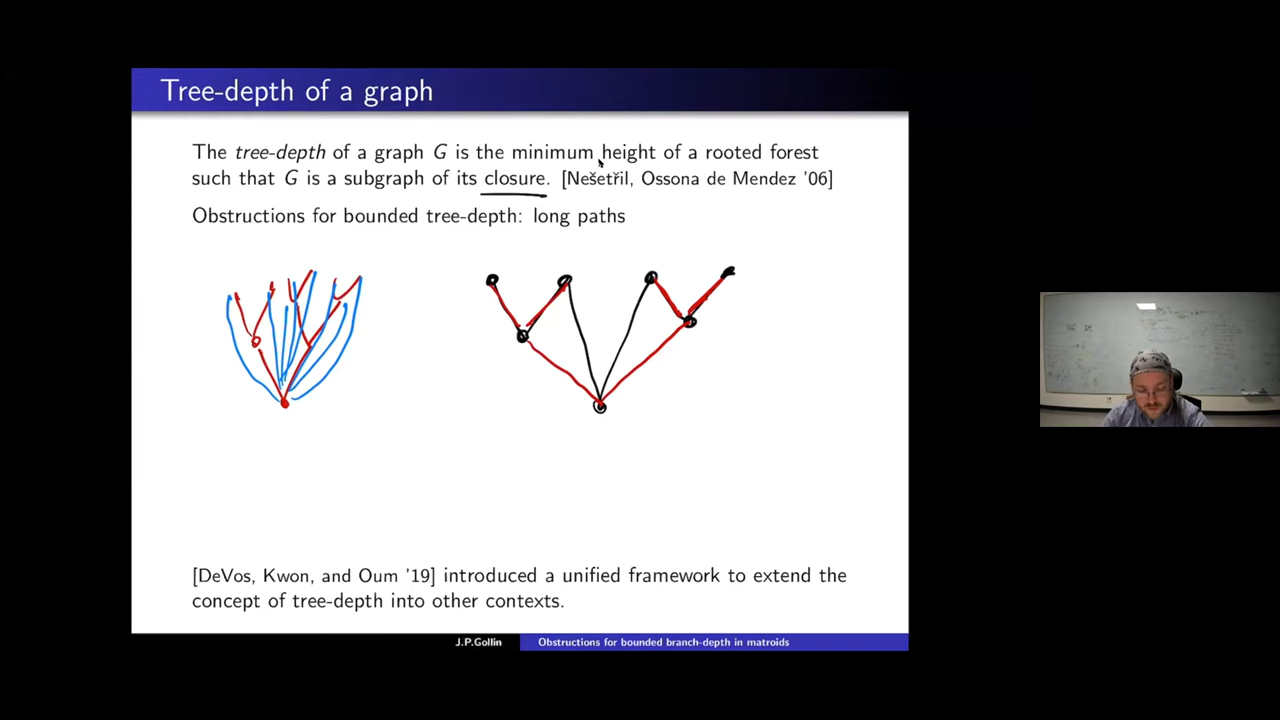 Tree-depth of a graph
The tree-depth of a graph G is the minimum height of a rooted forest
such that G is a subgraph of its closure. [Nešetřil, Ossona de Mendez '06]
Obstructions for bounded tree-depth: long paths
[DeVos, Kwon, and Oum '19] introduced a unified framework to extend the
concept of tree-depth into other contexts.
J.P.Gollin
Obstructions for bounded branch-depth in matroids